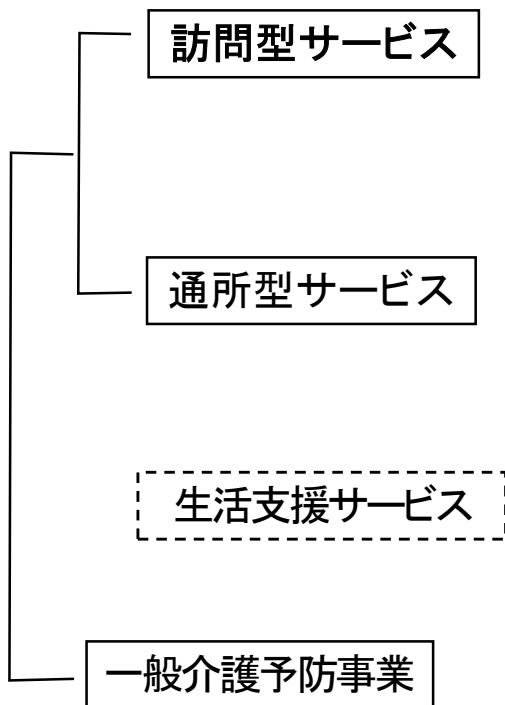 訪問型サービス
通所型サービス
生活支援サービス
一般介護予防事業